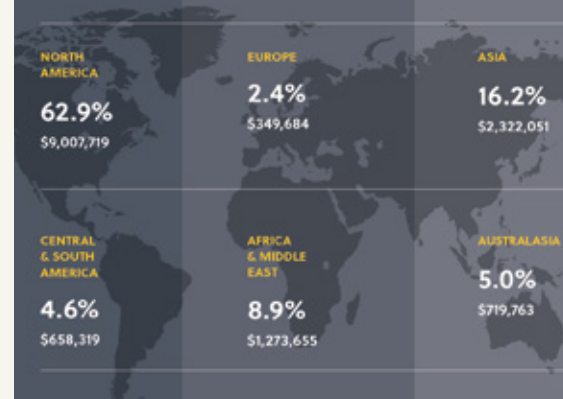 NORTH
AMERICA
62.9%
$9,007,719
EUROPE
2.4%
$349,684
ASIA
16.2%
$2,322,051
CENTRAL
& SOUTH
AMERICA
4.6%
$658,319
AFRICA
& MIDDLE
EAST
8.9%
$1,273,655
AUSTRALASIA
5.0%
$719,763